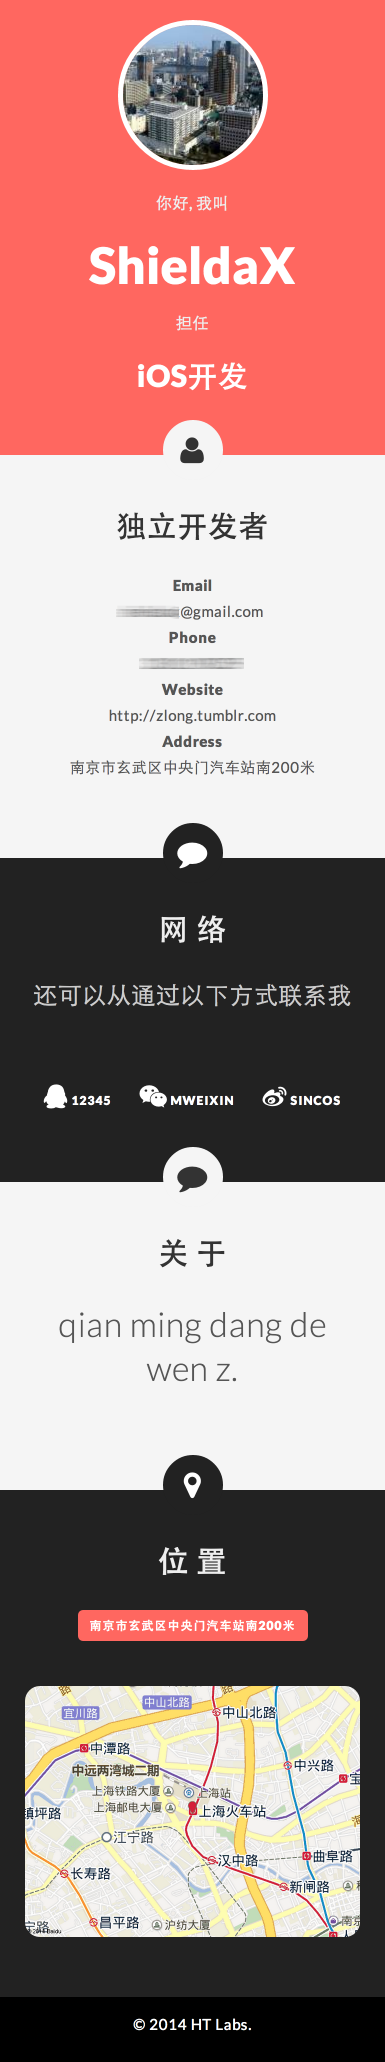 你好, 我叫
ShieldaX
担任
iOS开发
独立开发者
Email
@gmail.com
Phone
Website
http://zlong.tumblr.com
Address
南京市玄武区中央门汽车站南200米
网 络
还可以从通过以下方式联系我
12345 MWEIXIN SINCOS
关 于
qian ming dang de
wen z.
位 置
南京市玄武区中央门汽车站南200米
宜川路
中山北路
中山北路
中潭路
中兴路
中远两湾城二期
上海铁路大厦
上海站
上海邮电大厦
上海火车站
镇坪路
江宁路
汉中路
曲阜路
长寿路
新闸路
昌平路
沪纺大厦
© 2014 HT Labs.